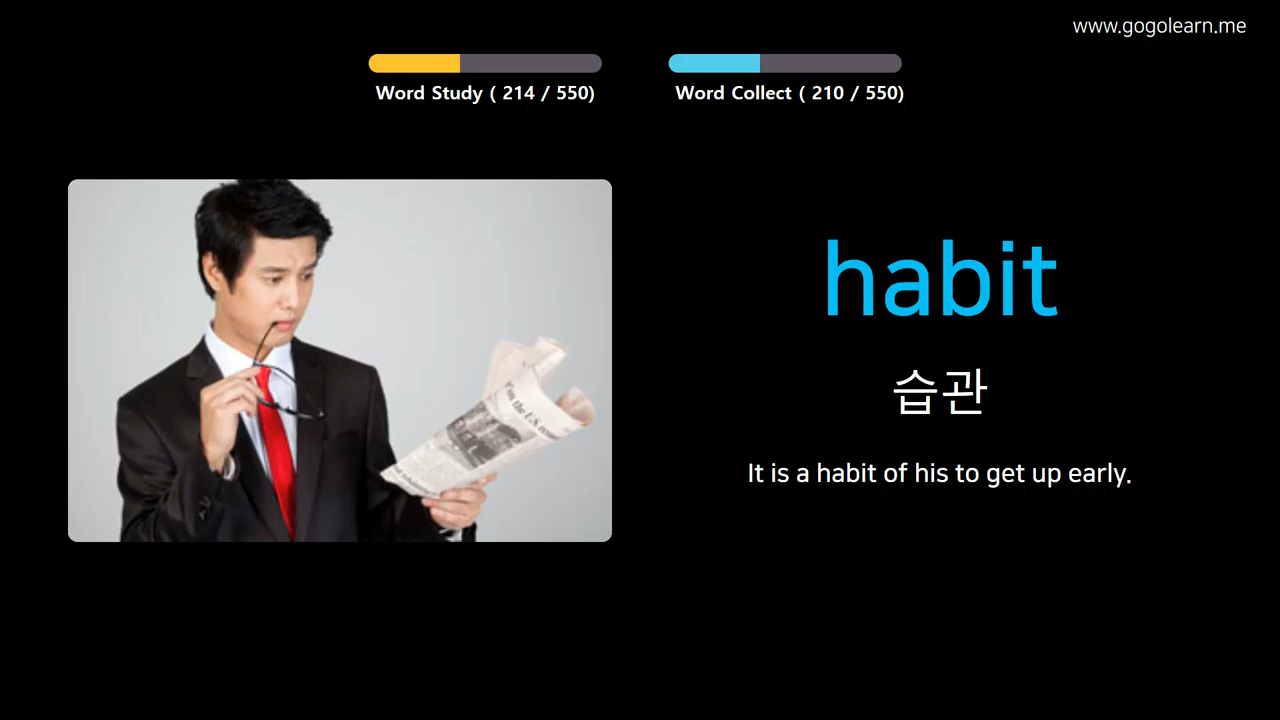 www.gogolearn.me
Word Study ( 214 / 550)
Word Collect ( 210 / 550)
habit
습관
It is a habit of his to get up early.
the U.S.